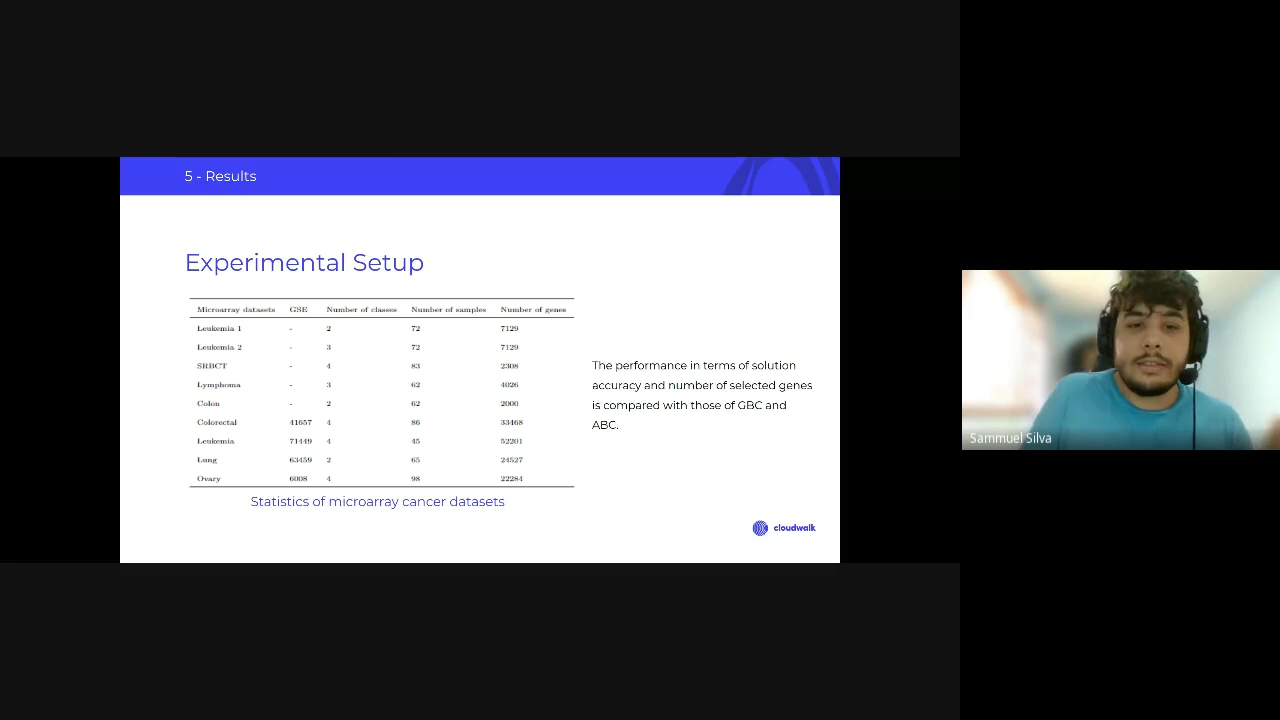 5 - Results
Experimental Setup
Microarray datasets GSE Number of classes Number of samples Number of genes
Leukemia 1 - 2 72 7129
Leukemia 2 - 3 72 7129
SRBCT - 4 83 2308
Lymphoma - 3 62 4026
Colon - 2 62 2000
Colorectal 41657 4 86 33468
Leukemia 71449 4 45 52201
Lung 63459 2 65 24527
Ovary 6008 4 98 22284
Statistics of microarray cancer datasets
The performance in terms of solution
accuracy and number of selected genes
is compared with those of GBC and
ABC.
cloudwalk
Sammuel Silva